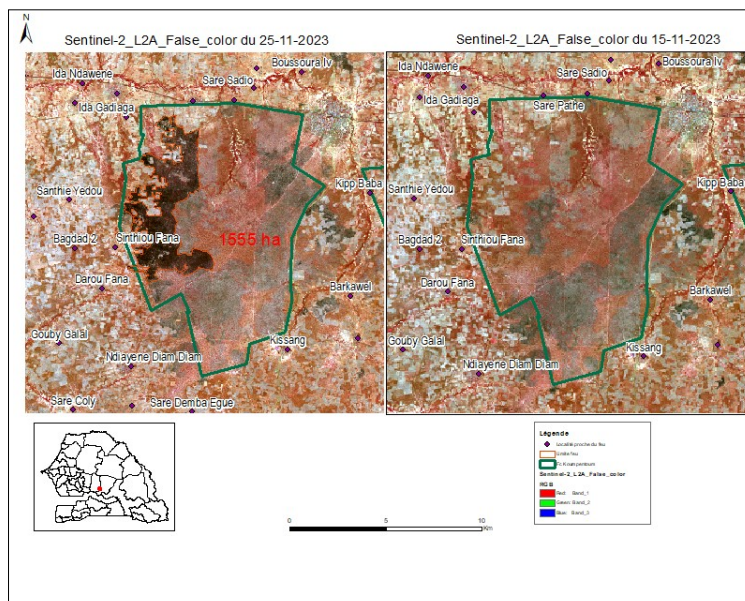 N
Sentinel-2_L2A_False_color du 25-11-2023
Sentinel-2_L2A_False_color du 15-11-2023
Boussoura Iv
Ida Ndawene
Sare Sadio
Ida Gadiaga
Santhie Yedou
Kipp Baba
1555 ha
Bagdad 2
Sinthiou Fana
Darou Fana
Barkawel
Gouby Galal
Kissang
Ndiayene Diam Diam
Sare Coly
Sare Demba Egue
Boussoura Iv
Ida Ndawene
Sare Sadio
Ida Gadiaga
Sare Pathe
Kipp Baba
Santhie Yedou
Bagdad 2
Sinthiou Fana
Darou Fana
Barkawel
Gouby Galal
Kissang
Ndiayene Diam Diam
Légende
Localité proche du feu
Sentinel-2_L2A_False_color
RGB
Red: Band_1
Green: Band_2
Blue: Band_3
0 5 10
Km